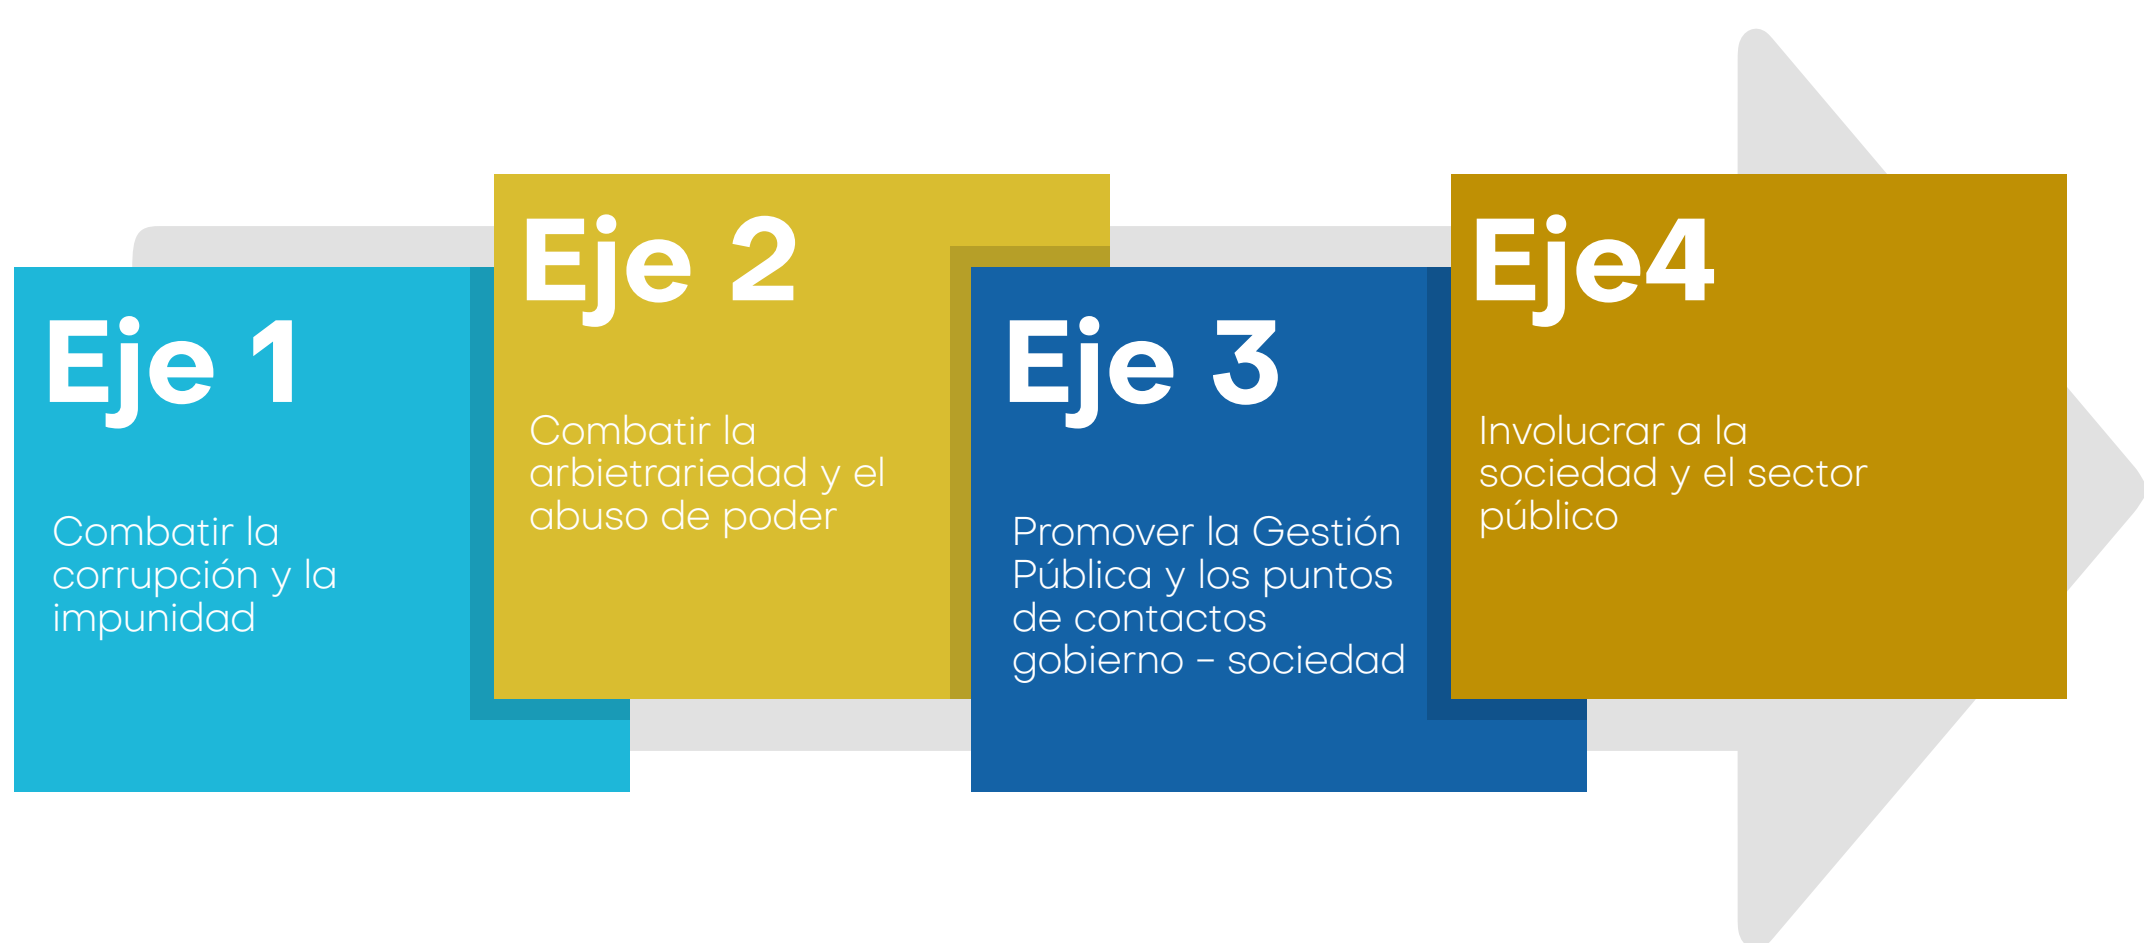 Eje 1
Combatir la
corrupción y la
impunidad
Eje 2
Combatir la
arbietrariedad y el
abuso de poder
Eje 3
Promover la Gestión
Pública y los puntos
de contactos
gobierno – sociedad
Eje4
Involucrar a la
sociedad y el sector
público